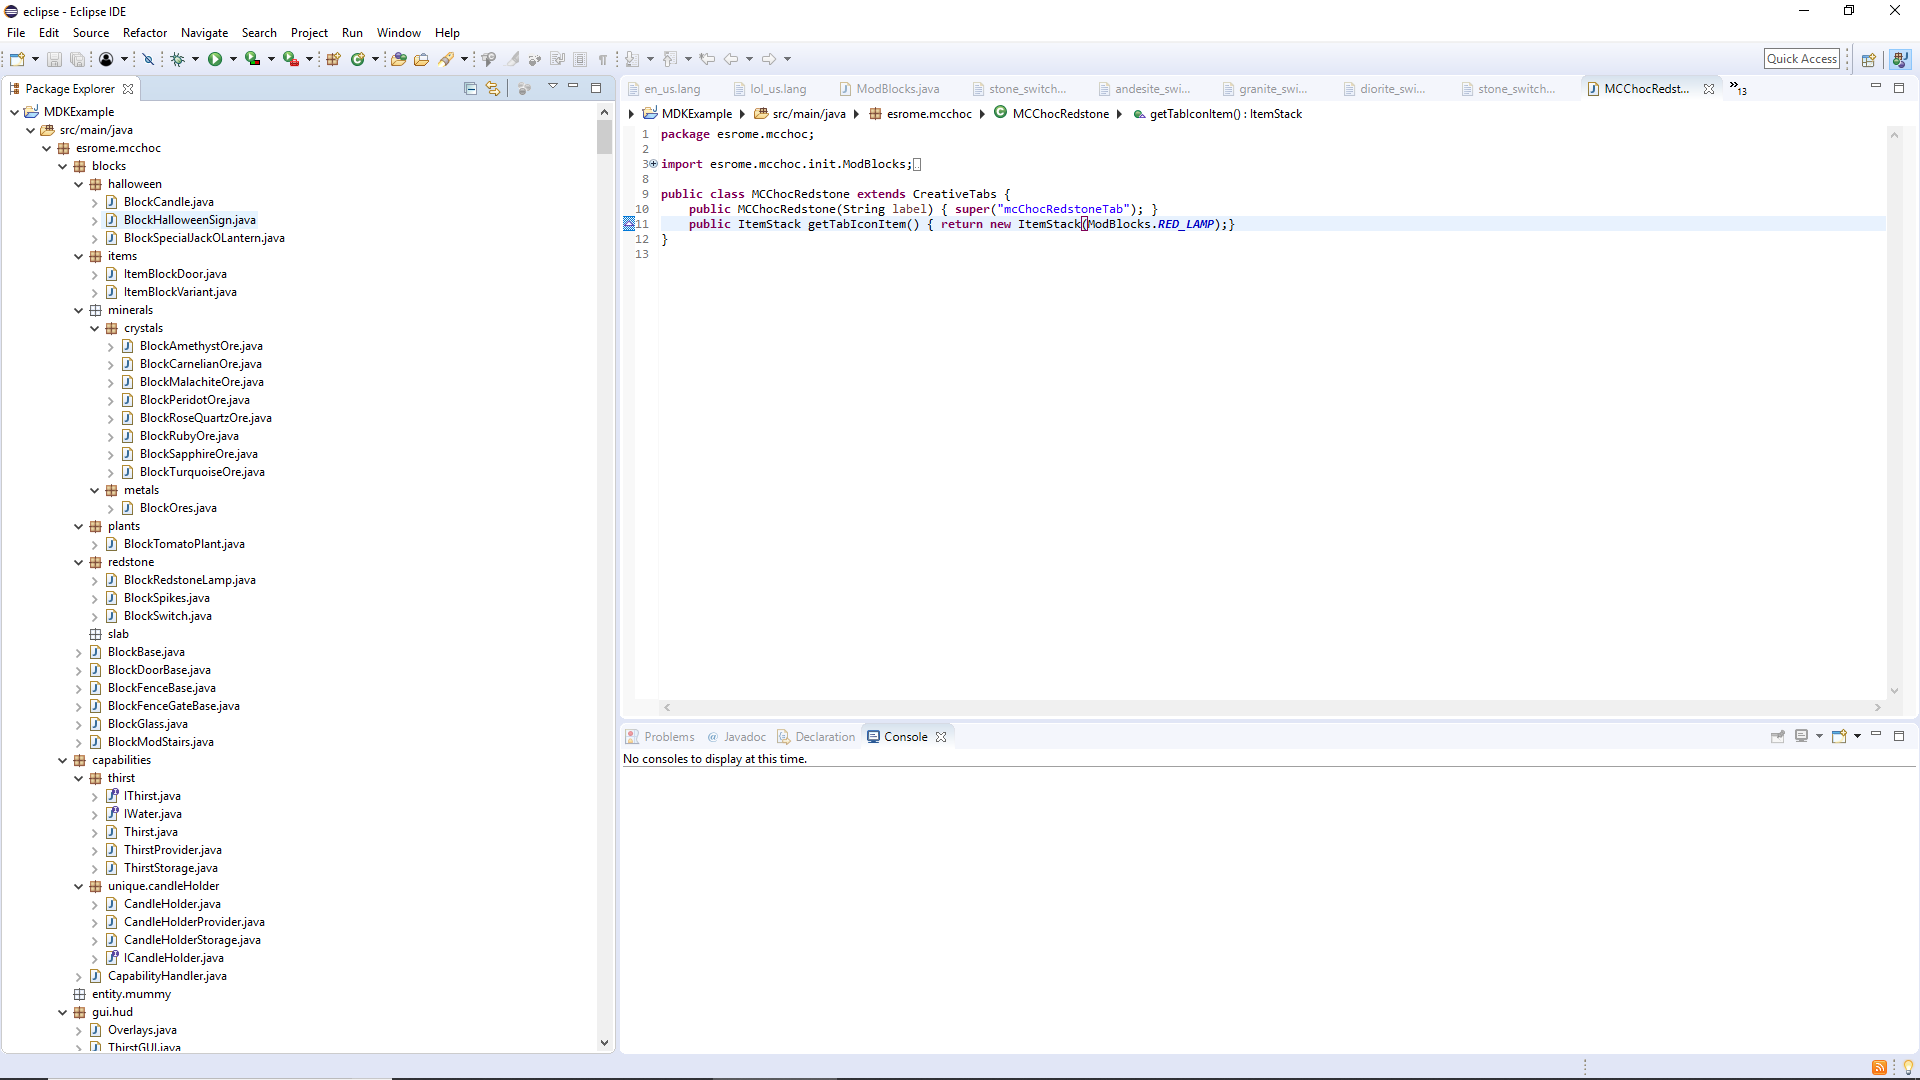 eclipse - Eclipse IDE
File Edit Source Refactor Navigate Search Project Run Window Help
Quick Access
Package Explorer
MDKExample
src/main/java
esrome.mcchoc
blocks
halloween
BlockCandle.java
BlockHalloweenSign.java
BlockSpecialJackOLantern.java
items
ItemBlockDoor.java
ItemBlockVariant.java
minerals
crystals
BlockAmethystOre.java
BlockCarnelianOre.java
BlockMalachiteOre.java
BlockPeridotOre.java
BlockRoseQuartzOre.java
BlockRubyOre.java
BlockSapphireOre.java
BlockTurquoiseOre.java
metals
BlockOres.java
plants
BlockTomatoPlant.java
redstone
BlockRedstoneLamp.java
BlockSpikes.java
BlockSwitch.java
slab
BlockBase.java
BlockDoorBase.java
BlockFenceBase.java
BlockFenceGateBase.java
BlockGlass.java
BlockModStairs.java
capabilities
thirst
IThirst.java
IWater.java
Thirst.java
ThirstProvider.java
ThirstStorage.java
unique.candleHolder
CandleHolder.java
CandleHolderProvider.java
CandleHolderStorage.java
ICandleHolder.java
CapabilityHandler.java
entity.mummy
gui.hud
Overlays.java
ThirstGUI.java
en_us.lang lol_us.lang ModBlocks.java stone_switch... andesite_swi... granite_swi... diorite_swi... stone_switch... MCChocRedst... 13
MDKExample src/main/java esrome.mcchoc MCChocRedstone getTabIconItem() : ItemStack
1 package esrome.mcchoc;
2
3 import esrome.mcchoc.init.ModBlocks;
8
9 public class MCChocRedstone extends CreativeTabs {
10 public MCChocRedstone(String label) { super("mcChocRedstoneTab"); }
11 public ItemStack getTabIconItem() { return new ItemStack(ModBlocks.RED_LAMP);}
12 }
13
Problems Javadoc Declaration Console
No consoles to display at this time.